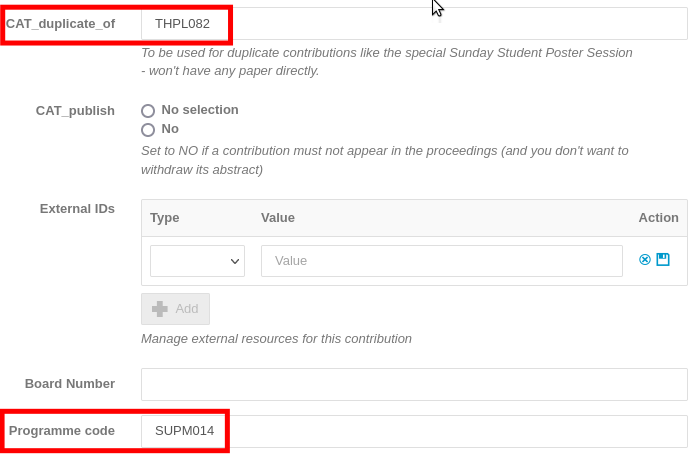 CAT_duplicate_of THPL082
To be used for duplicate contributions like the special Sunday Student Poster Session
- won't have any paper directly.
CAT_publish No selection
No
Set to NO if a contribution must not appear in the proceedings (and you don't want to
withdraw its abstract)
External IDs
Type Value Action
Value
Add
Manage external resources for this contribution
Board Number
Programme code SUPM014